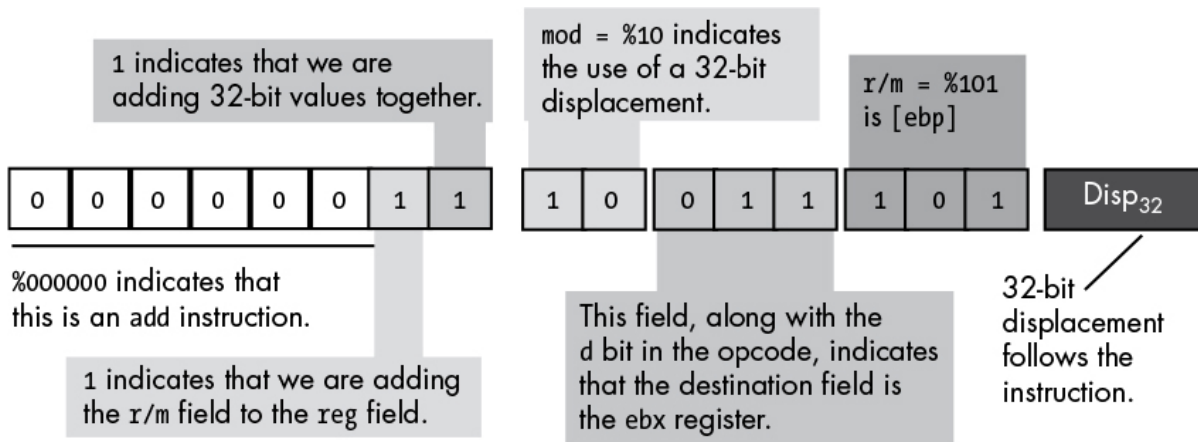 1 indicates that we are
adding 32-bit values together.
mod = %10 indicates
the use of a 32-bit
displacement.
r/m = %101
is [ebp]
0 0 0 0 0 0 1 1 1 0 0 1 1 1 0 1 Disp32
%000000 indicates that
this is an add instruction.
1 indicates that we are adding
the r/m field to the reg field.
This field, along with the
d bit in the opcode, indicates
that the destination field is
the ebx register.
32-bit
displacement
follows the
instruction.